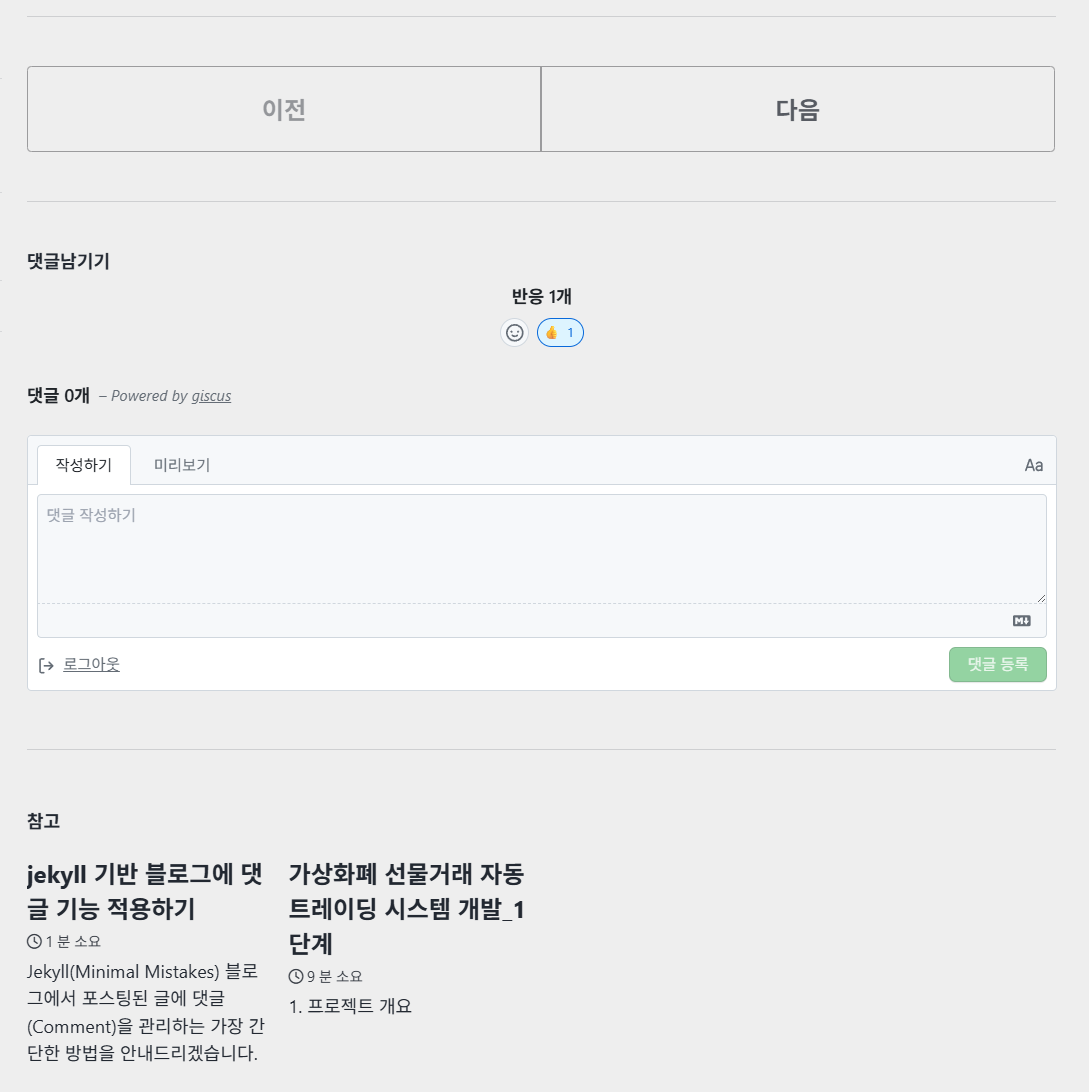 이전
다음
댓글남기기
반응 1개
👍 1
댓글 0개 – Powered by giscus
작성하기 미리보기 Aa
댓글 작성하기
M↓
로그아웃 댓글 등록
참고
jekyll 기반 블로그에 댓
글 기능 적용하기
1 분 소요
Jekyll(Minimal Mistakes) 블로
그에서 포스팅된 글에 댓글
(Comment)을 관리하는 가장 간
단한 방법을 안내드리겠습니다.
가상화폐 선물거래 자동
트레이딩 시스템 개발_1
단계
9 분 소요
1. 프로젝트 개요